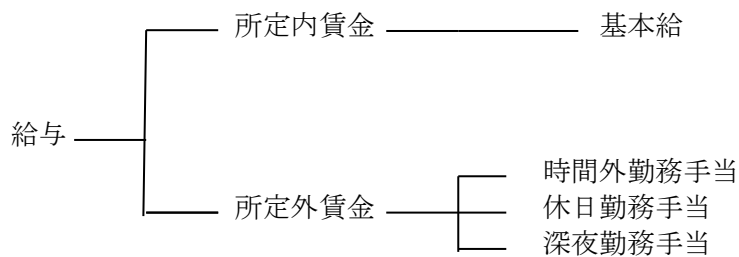 所定内賃金 基本給
給与
時間外勤務手当
所定外賃金 休日勤務手当
深夜勤務手当